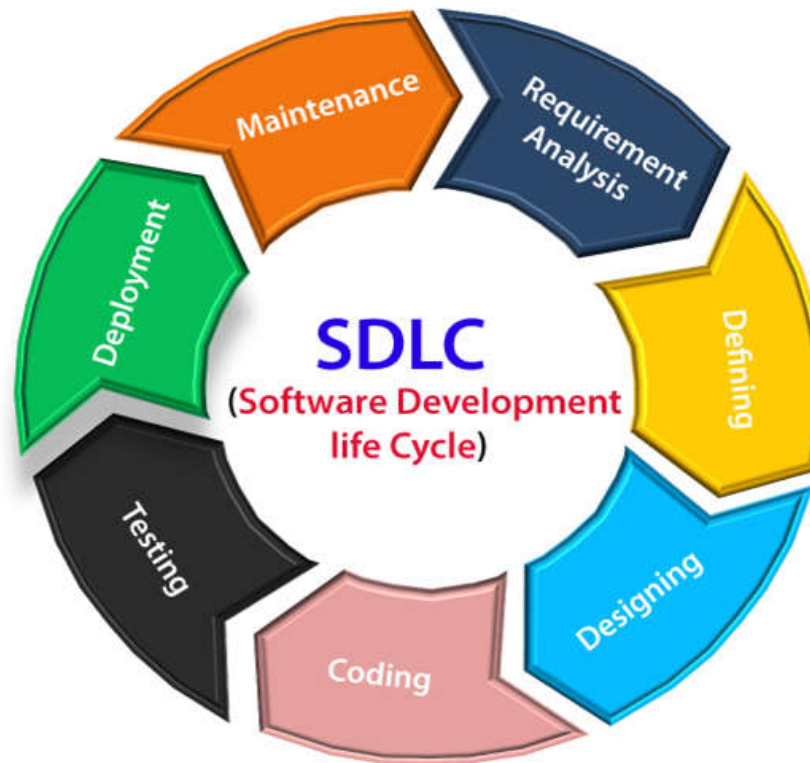 Maintenance
Requirement
Analysis
Deployment
SDLC
(Software Development
life Cycle)
Defining
Testing
Designing
Coding